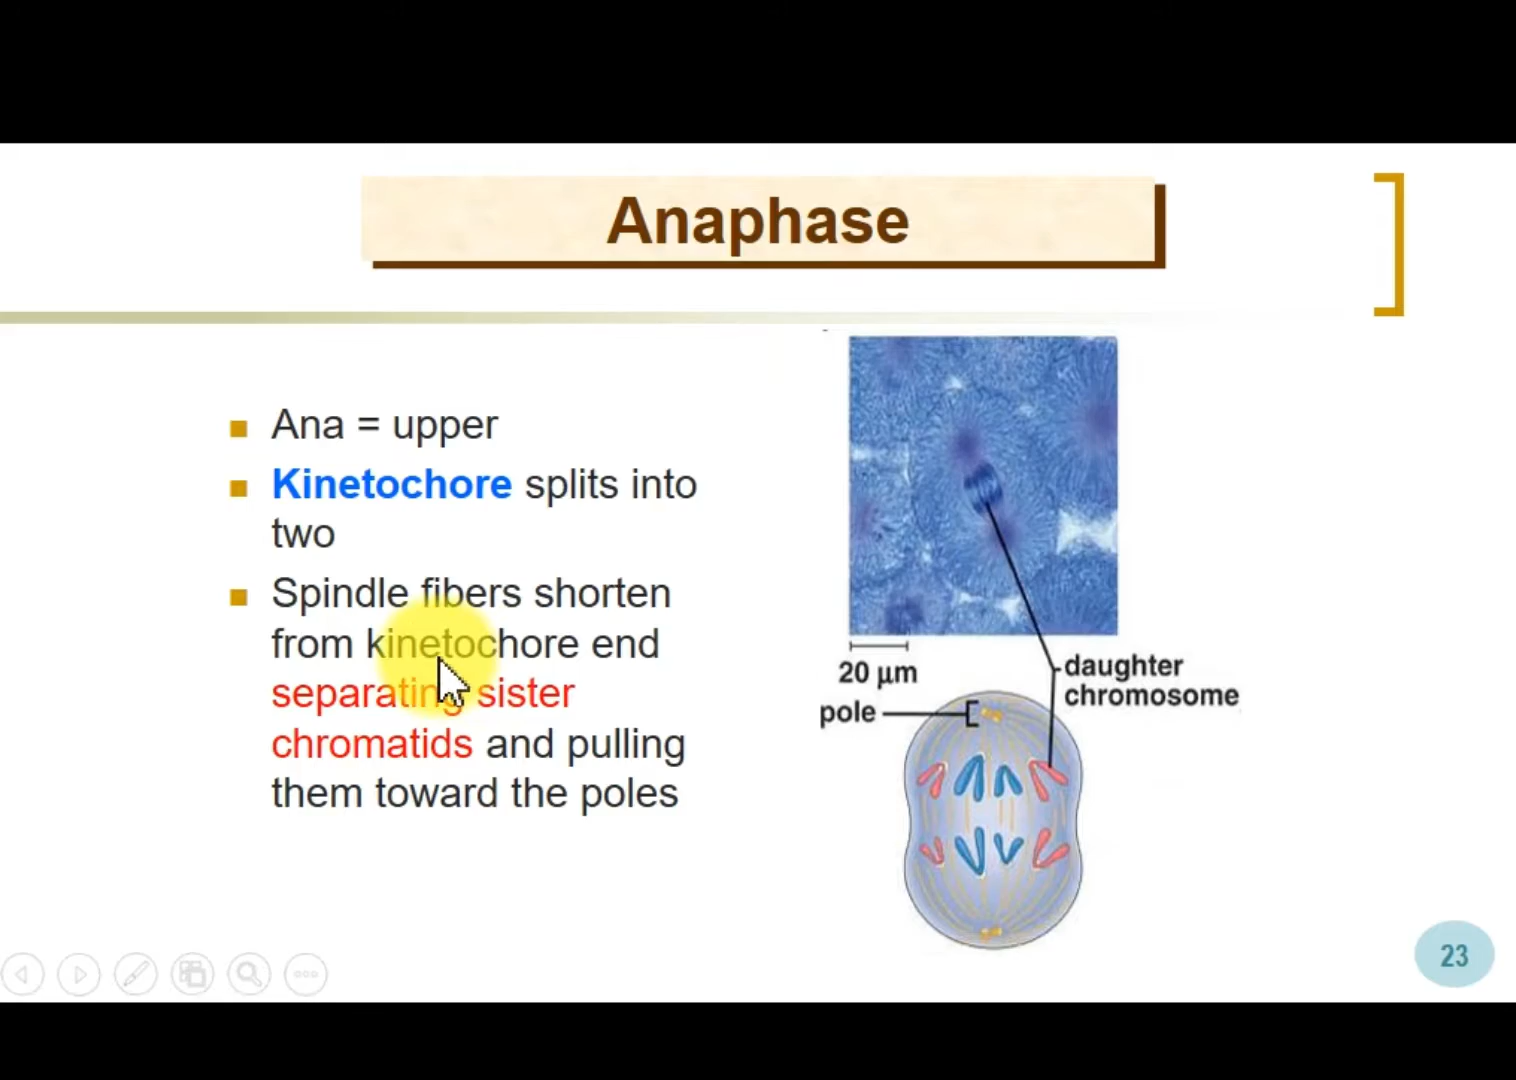 Anaphase
Ana = upper
Kinetochore splits into
two
Spindle fibers shorten
from kinetochore end
separating sister
chromatids and pulling
them toward the poles
20 μm
daughter
chromosome
pole
23